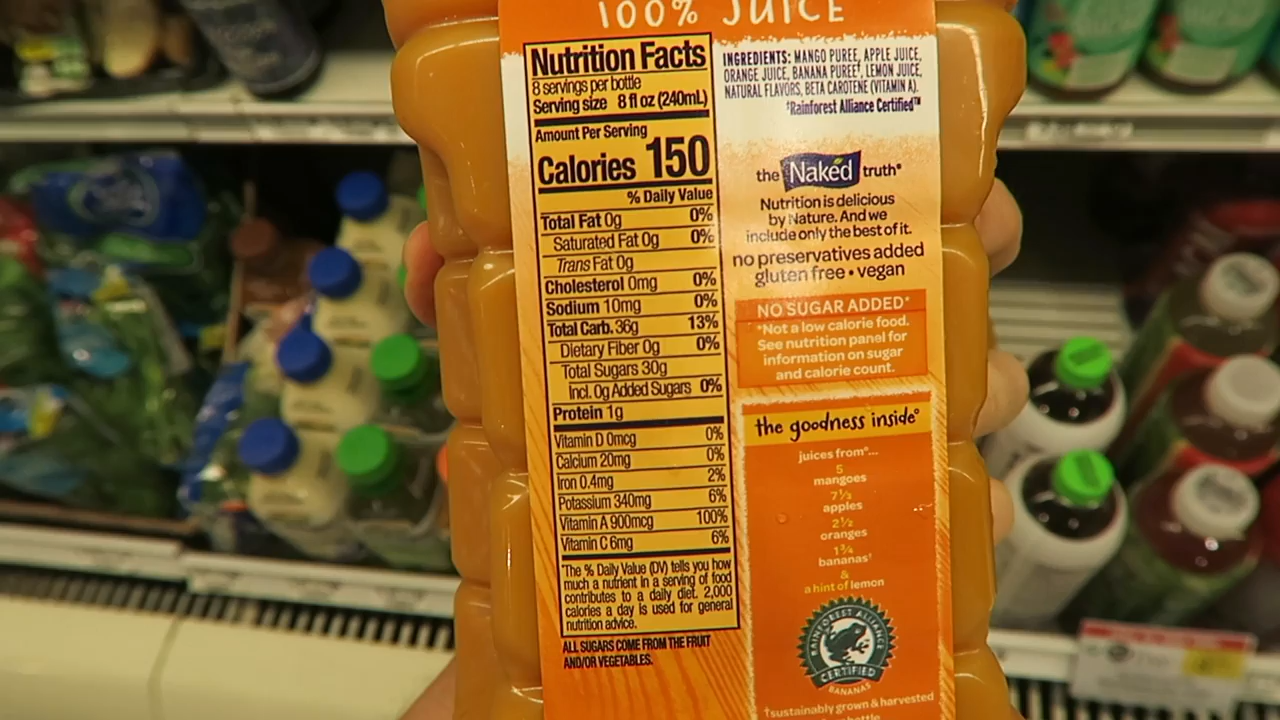 100% JUICE
Nutrition Facts
8 servings per bottle
Serving size 8 fl oz (240mL)
Amount Per Serving
Calories 150
% Daily Value
Total Fat 0g 0%
Saturated Fat 0g 0%
Trans Fat 0g
Cholesterol 0mg 0%
Sodium 10mg 0%
Total Carb. 36g 13%
Dietary Fiber 0g 0%
Total Sugars 30g
Incl. 0g Added Sugars 0%
Protein 1g
Vitamin D 0mcg 0%
Calcium 20mg 0%
Iron 0.4mg 2%
Potassium 340mg 6%
Vitamin A 900mcg 100%
Vitamin C 6mg 6%
*The % Daily Value (DV) tells you how
much a nutrient in a serving of food
contributes to a daily diet. 2,000
calories a day is used for general
nutrition advice.
ALL SUGARS COME FROM THE FRUIT
AND/OR VEGETABLES.
INGREDIENTS: MANGO PUREE, APPLE JUICE,
ORANGE JUICE, BANANA PUREE†, LEMON JUICE,
NATURAL FLAVORS, BETA CAROTENE (VITAMIN A).
†Rainforest Alliance Certified™
the Naked truth®
Nutrition is delicious
by Nature. And we
include only the best of it.
no preservatives added
gluten free • vegan
NO SUGAR ADDED*
*Not a low calorie food.
See nutrition panel for
information on sugar
and calorie count.
the goodness inside°
juices from°...
5
mangoes
7½
apples
2½
oranges
1¾
bananas†
&
a hint of lemon
RAINFOREST ALLIANCE
CERTIFIED
BANANAS
†sustainably grown & harvested